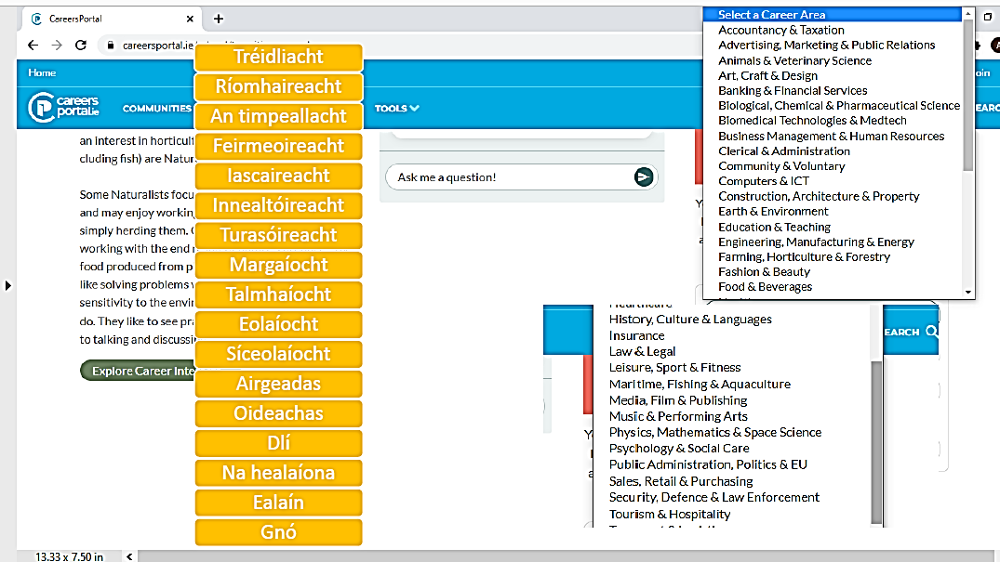 CareersPortal
careersportal.ie
Home
oin
careers
portal.ie
COMMUNITIES
TOOLS
EARC
an interest in horticult
cluding fish) are Natur
Some Naturalists focu
and may enjoy working
simply herding them.
working with the end
food produced from p
like solving problems
sensitivity to the envir
do. They like to see pra
to talking and discussi
Explore Career Inte
Tréidliacht
Ríomhaireacht
An timpeallacht
Feirmeoireacht
Iascaireacht
Innealtóireacht
Turasóireacht
Margaíocht
Talmhaíocht
Eolaíocht
Síceolaíocht
Airgeadas
Oideachas
Dlí
Na healaíona
Ealaín
Gnó
Ask me a question!
Select a Career Area
Accountancy & Taxation
Advertising, Marketing & Public Relations
Animals & Veterinary Science
Art, Craft & Design
Banking & Financial Services
Biological, Chemical & Pharmaceutical Science
Biomedical Technologies & Medtech
Business Management & Human Resources
Clerical & Administration
Community & Voluntary
Computers & ICT
Construction, Architecture & Property
Earth & Environment
Education & Teaching
Engineering, Manufacturing & Energy
Farming, Horticulture & Forestry
Fashion & Beauty
Food & Beverages
Healthcare
History, Culture & Languages
Insurance
Law & Legal
Leisure, Sport & Fitness
Maritime, Fishing & Aquaculture
Media, Film & Publishing
Music & Performing Arts
Physics, Mathematics & Space Science
Psychology & Social Care
Public Administration, Politics & EU
Sales, Retail & Purchasing
Security, Defence & Law Enforcement
Tourism & Hospitality
EARCH
13.33 x 7.50 in